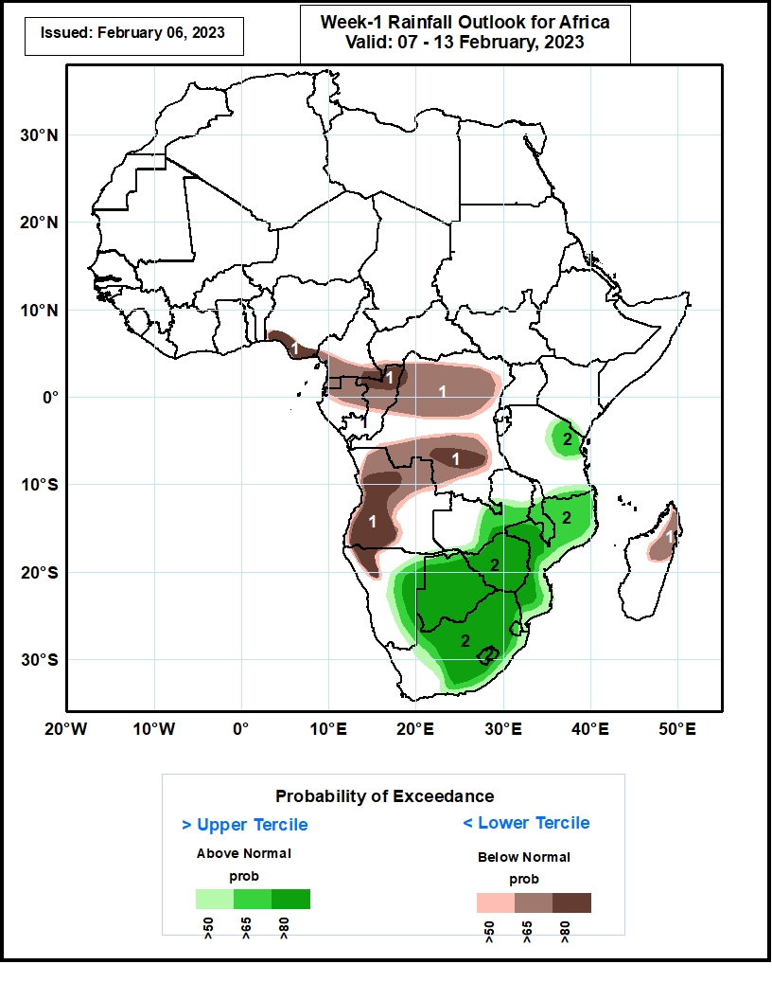 Issued: February 06, 2023
Week-1 Rainfall Outlook for Africa
Valid: 07 - 13 February, 2023
30°N
20°N
10°N
0°
10°S
20°S
30°S
1
1
1
2
1
1
2
1
2
2
2
20°W
10°W
0°
10°E
20°E
30°E
40°E
50°E
Probability of Exceedance
> Upper Tercile
< Lower Tercile
Above Normal
Below Normal
prob
prob
>50
>65
>80
>50
>65
>80